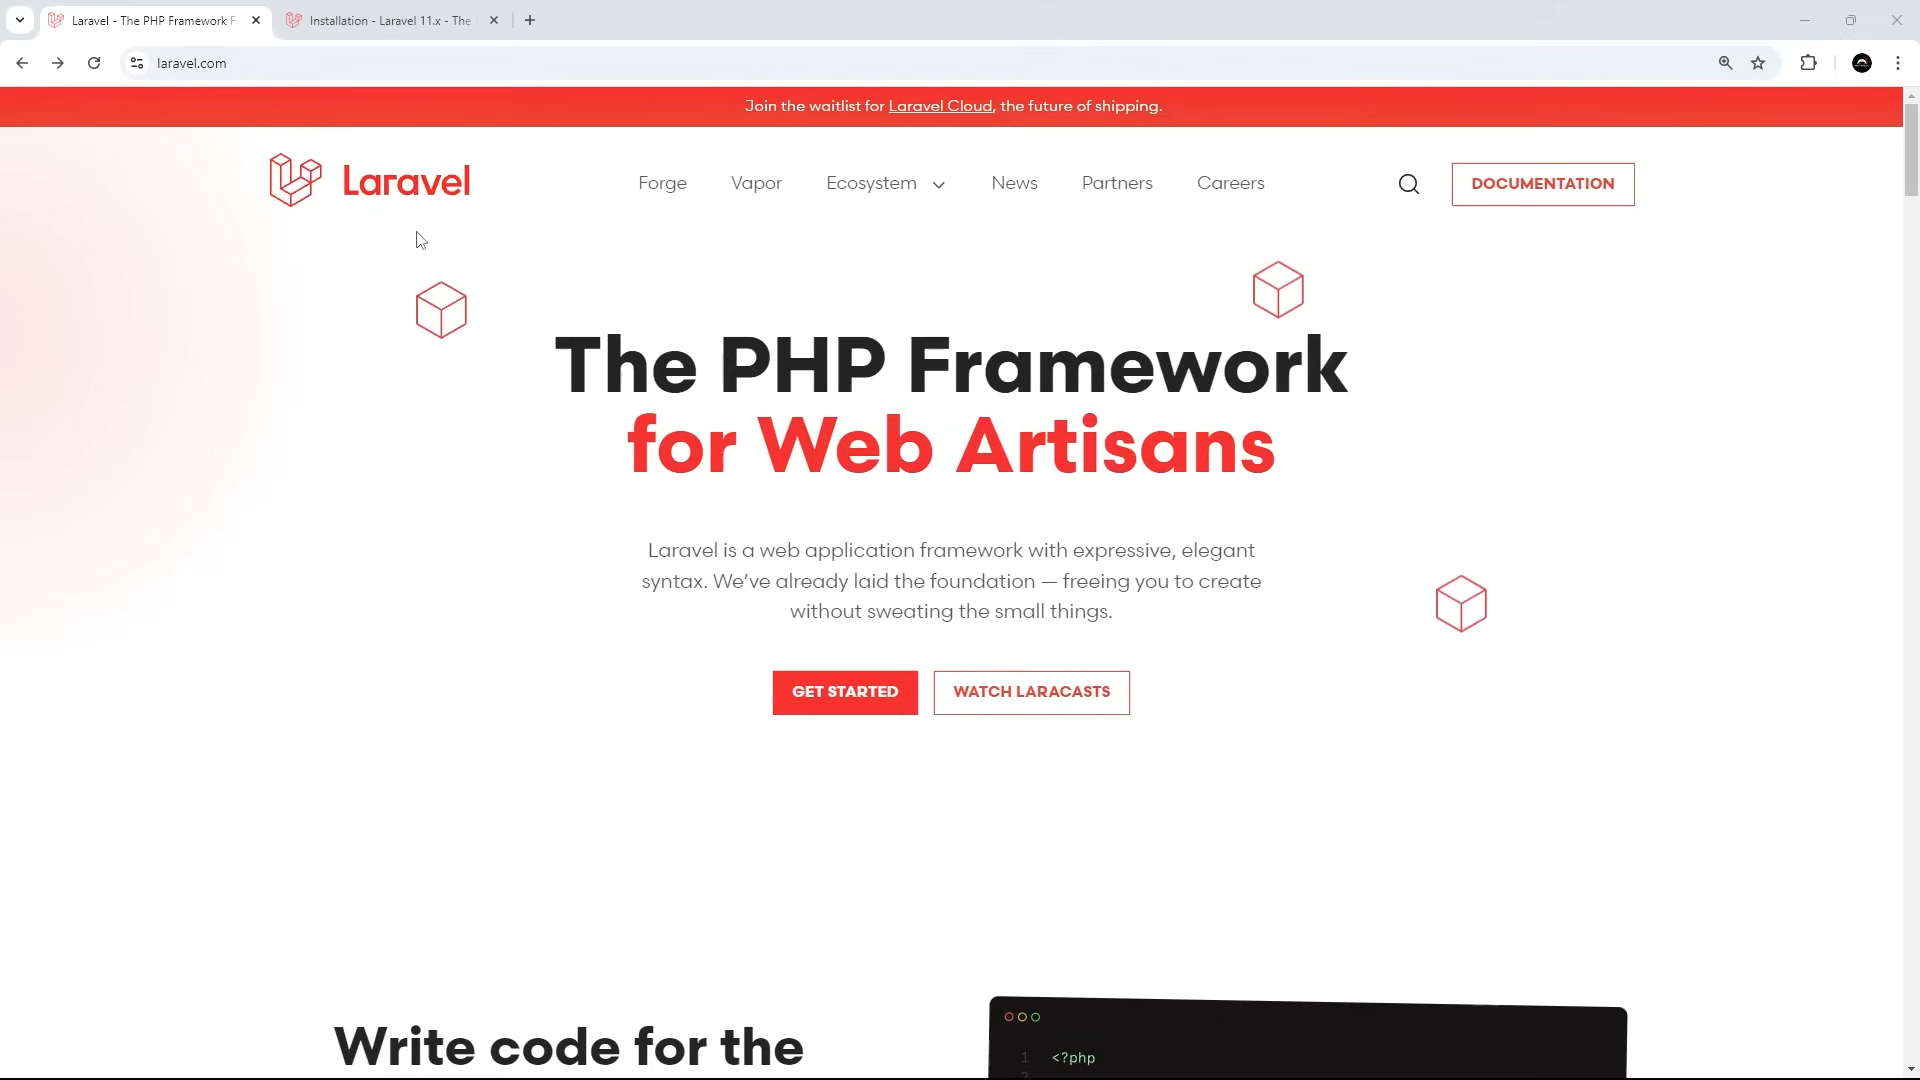 Laravel - The PHP Framework F
Installation - Laravel 11.x - The
laravel.com
Join the waitlist for Laravel Cloud, the future of shipping.
Laravel
Forge
Vapor
Ecosystem
News
Partners
Careers
DOCUMENTATION
The PHP Framework
for Web Artisans
Laravel is a web application framework with expressive, elegant
syntax. We’ve already laid the foundation — freeing you to create
without sweating the small things.
GET STARTED
WATCH LARACASTS
Write code for the
1 <?php
2